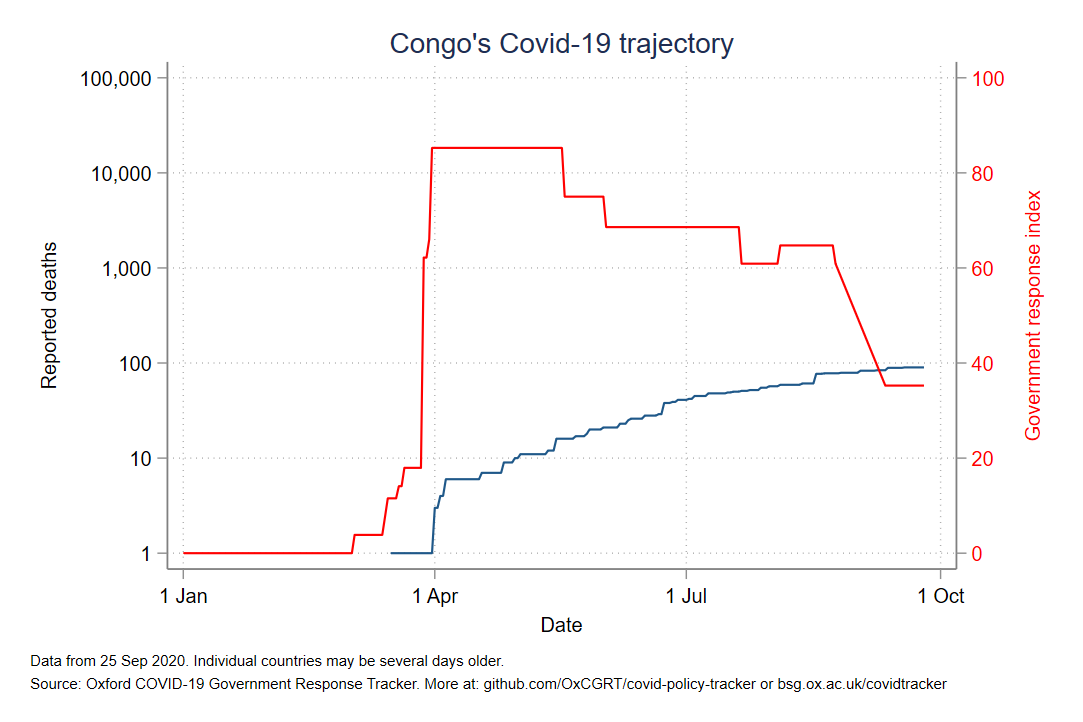 Congo's Covid-19 trajectory
100,000
10,000
1,000
100
10
1
Reported deaths
100
80
60
40
20
0
Government response index
1 Jan
1 Apr
1 Jul
1 Oct
Date
Data from 25 Sep 2020. Individual countries may be several days older.
Source: Oxford COVID-19 Government Response Tracker. More at: github.com/OxCGRT/covid-policy-tracker or bsg.ox.ac.uk/covidtracker